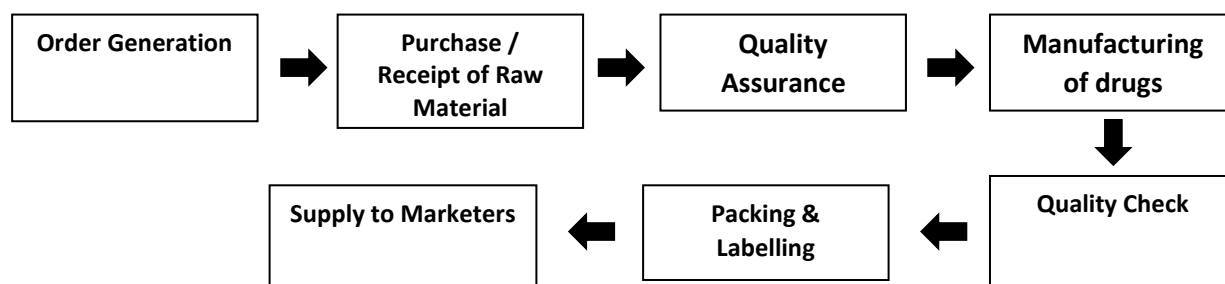 Order Generation
Purchase /
Receipt of Raw
Material
Quality
Assurance
Manufacturing
of drugs
Quality Check
Packing &
Labelling
Supply to Marketers